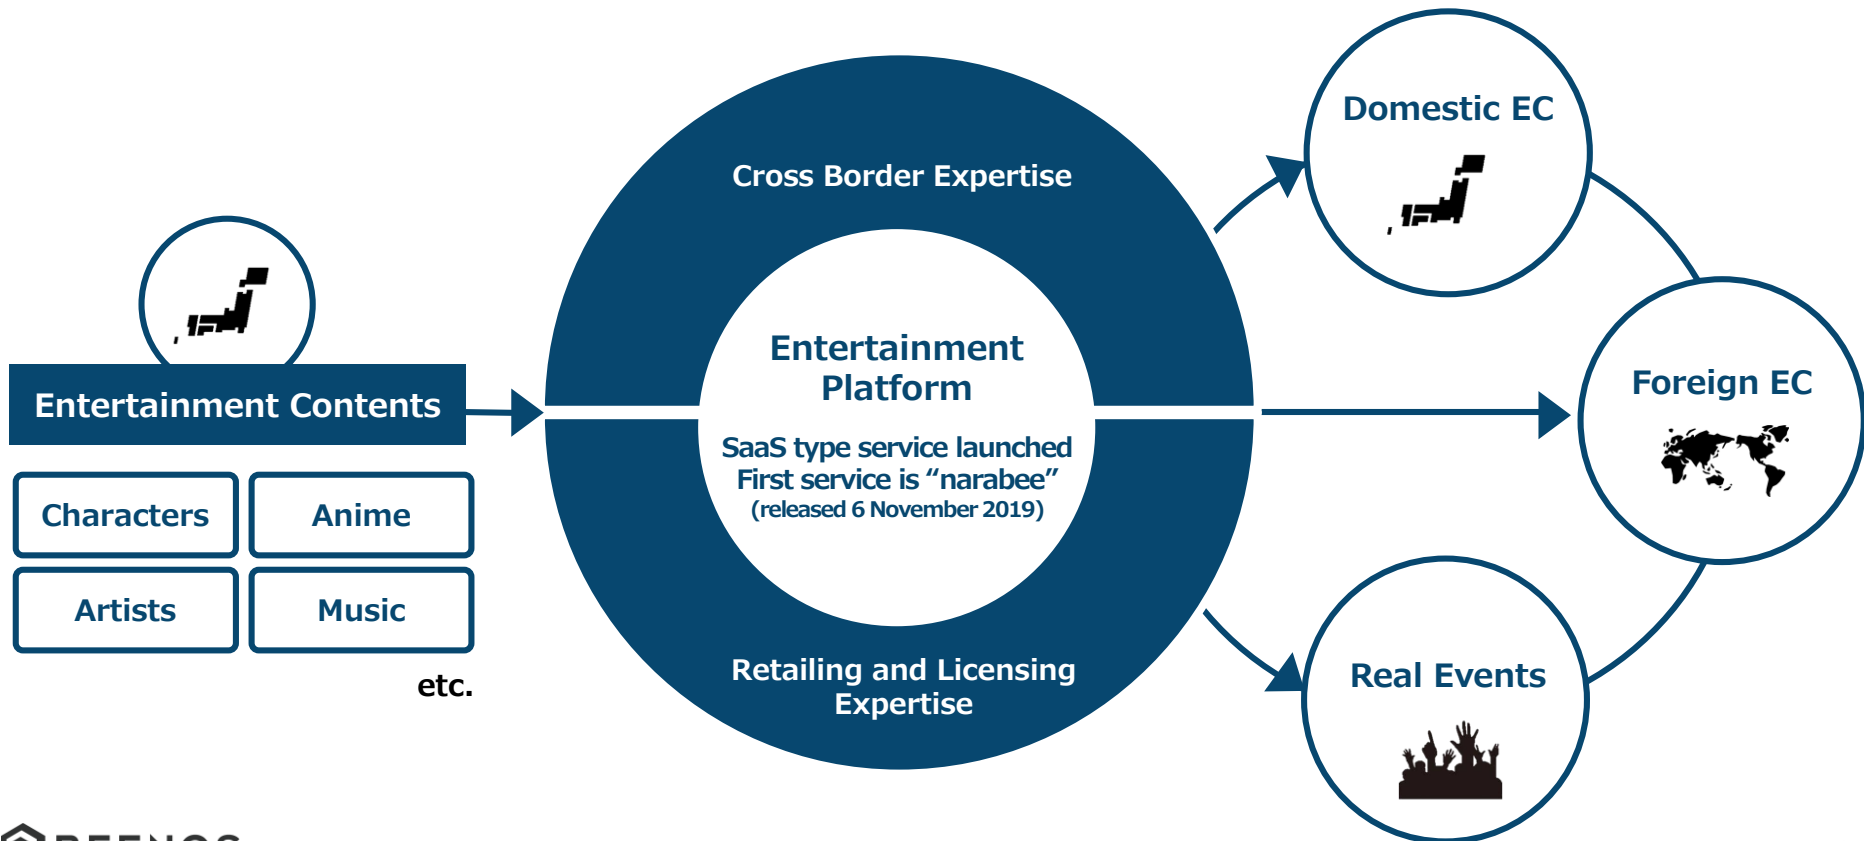 Entertainment Contents
Characters
Anime
Artists
Music
etc.
Cross Border Expertise
Entertainment
Platform
SaaS type service launched
First service is “narabee”
(released 6 November 2019)
Retailing and Licensing
Expertise
Domestic EC
Foreign EC
Real Events